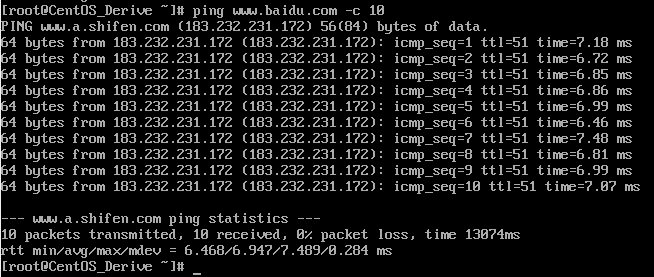 [root@CentOS_Derive ~]# ping www.baidu.com -c 10
PING www.a.shifen.com (183.232.231.172) 56(84) bytes of data.
64 bytes from 183.232.231.172 (183.232.231.172): icmp_seq=1 ttl=51 time=7.18 ms
64 bytes from 183.232.231.172 (183.232.231.172): icmp_seq=2 ttl=51 time=6.72 ms
64 bytes from 183.232.231.172 (183.232.231.172): icmp_seq=3 ttl=51 time=6.85 ms
64 bytes from 183.232.231.172 (183.232.231.172): icmp_seq=4 ttl=51 time=6.86 ms
64 bytes from 183.232.231.172 (183.232.231.172): icmp_seq=5 ttl=51 time=6.99 ms
64 bytes from 183.232.231.172 (183.232.231.172): icmp_seq=6 ttl=51 time=6.46 ms
64 bytes from 183.232.231.172 (183.232.231.172): icmp_seq=7 ttl=51 time=7.48 ms
64 bytes from 183.232.231.172 (183.232.231.172): icmp_seq=8 ttl=51 time=6.81 ms
64 bytes from 183.232.231.172 (183.232.231.172): icmp_seq=9 ttl=51 time=6.99 ms
64 bytes from 183.232.231.172 (183.232.231.172): icmp_seq=10 ttl=51 time=7.07 ms
--- www.a.shifen.com ping statistics ---
10 packets transmitted, 10 received, 0% packet loss, time 13074ms
rtt min/avg/max/mdev = 6.468/6.947/7.489/0.284 ms
[root@CentOS_Derive ~]# _